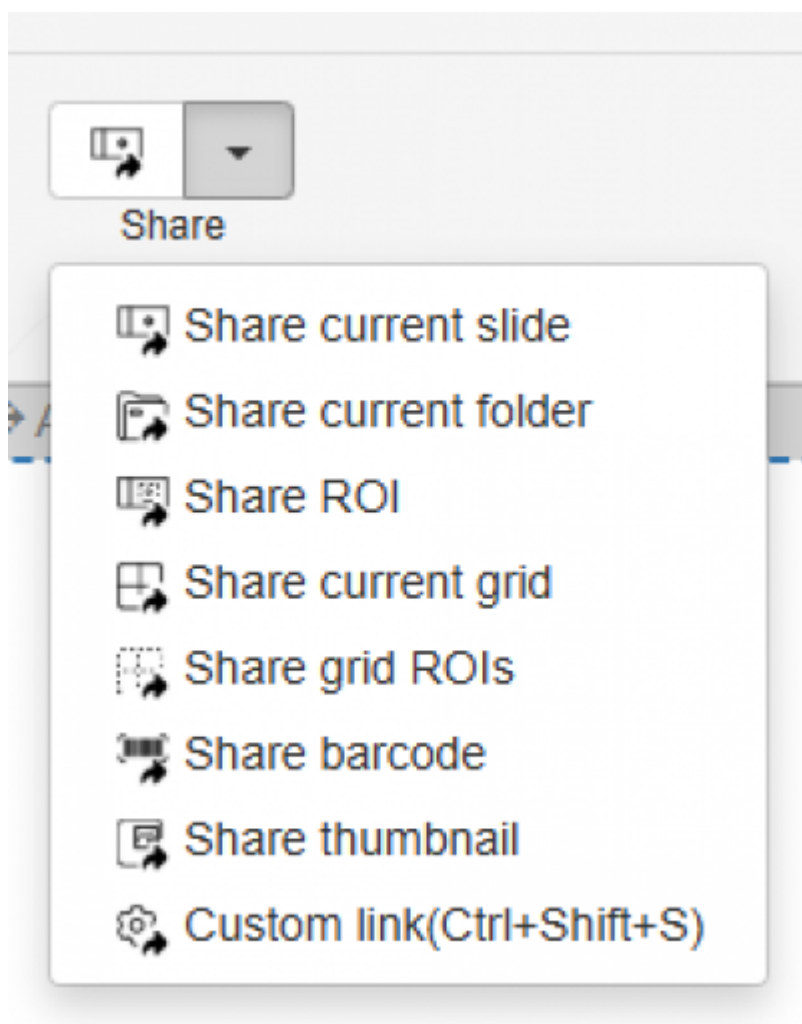 Share
Share current slide
Share current folder
Share ROI
Share current grid
Share grid ROIs
Share barcode
Share thumbnail
Custom link(Ctrl+Shift+S)